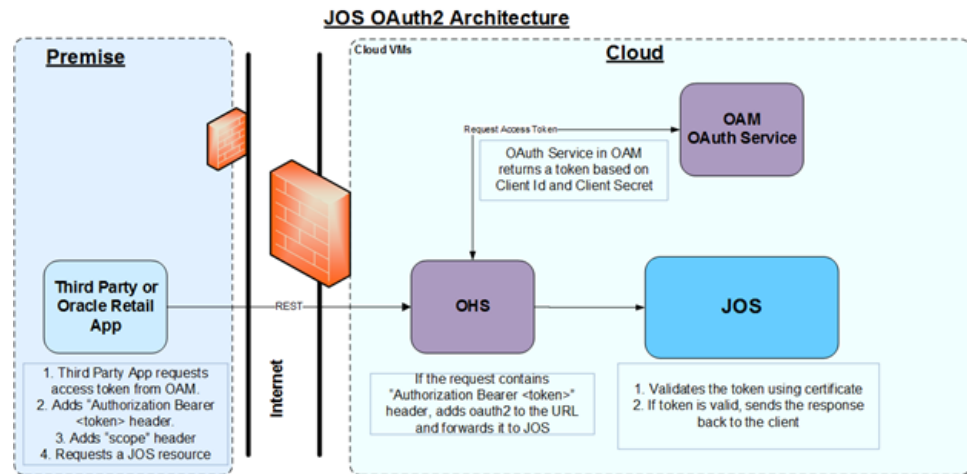 JOS OAuth2 Architecture
Premise
Cloud VMs
Cloud
OAM
OAuth Service
Request Access Token
OAuth Service in OAM
returns a token based on
Client Id and Client Secret
Third Party or
Oracle Retail
App
REST
OHS
JOS
Internet
1. Third Party App requests
access token from OAM.
2. Adds "Authorization Bearer
<token> header.
3. Adds "scope" header
4. Requests a JOS resource
If the request contains
"Authorization Bearer <token>"
header, adds oauth2 to the URL
and forwards it to JOS
1. Validates the token using certificate
2. If token is valid, sends the response
back to the client